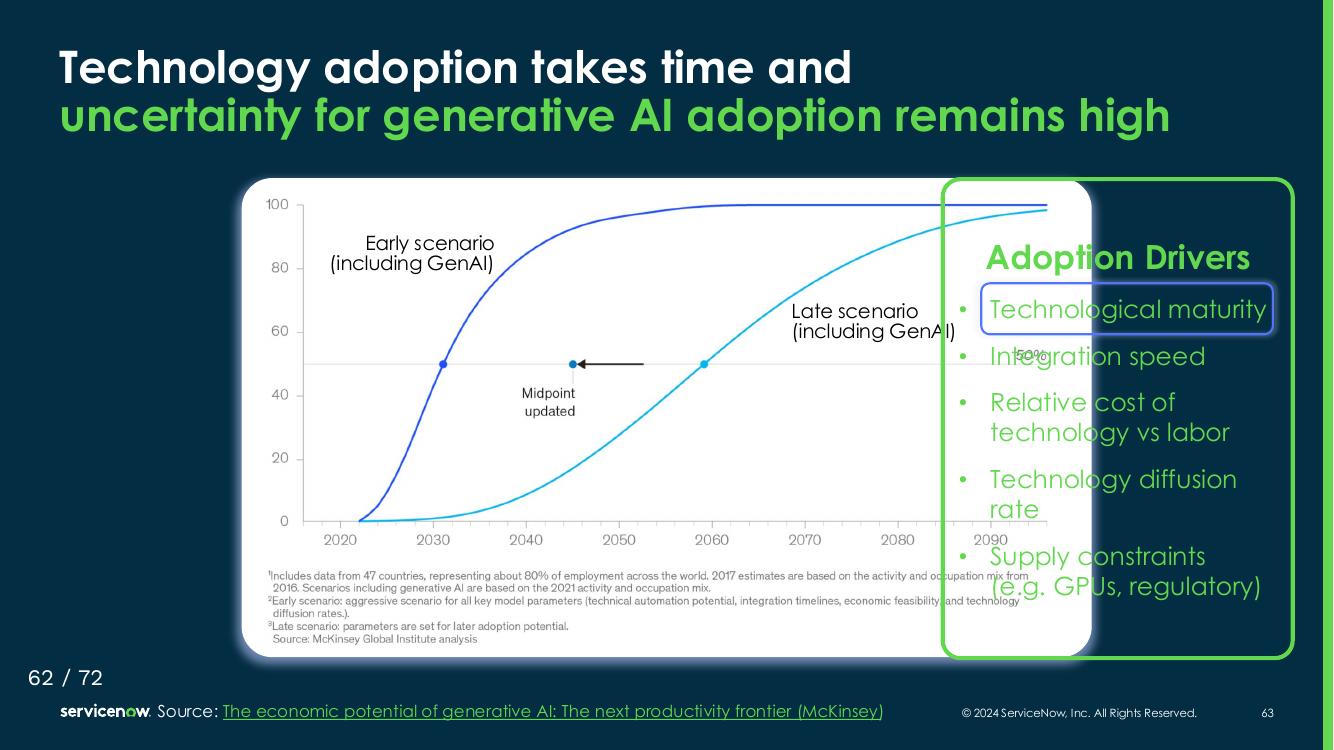 Technology adoption takes time and
uncertainty for generative AI adoption remains high
100
80
60
40
20
0
Early scenario
(including GenAI)
Late scenario
(including GenAI)
50%
Midpoint
updated
2020 2030 2040 2050 2060 2070 2080 2090
¹Includes data from 47 countries, representing about 80% of employment across the world. 2017 estimates are based on the activity and occupation mix from
2016. Scenarios including generative AI are based on the 2021 activity and occupation mix.
²Early scenario: aggressive scenario for all key model parameters (technical automation potential, integration timelines, economic feasibility, and technology
diffusion rates.).
³Late scenario: parameters are set for later adoption potential.
Source: McKinsey Global Institute analysis
Adoption Drivers
• Technological maturity
• Integration speed
• Relative cost of
technology vs labor
• Technology diffusion
rate
• Supply constraints
(e.g. GPUs, regulatory)
62 / 72
servicenow. Source: The economic potential of generative AI: The next productivity frontier (McKinsey)
© 2024 ServiceNow, Inc. All Rights Reserved.
63